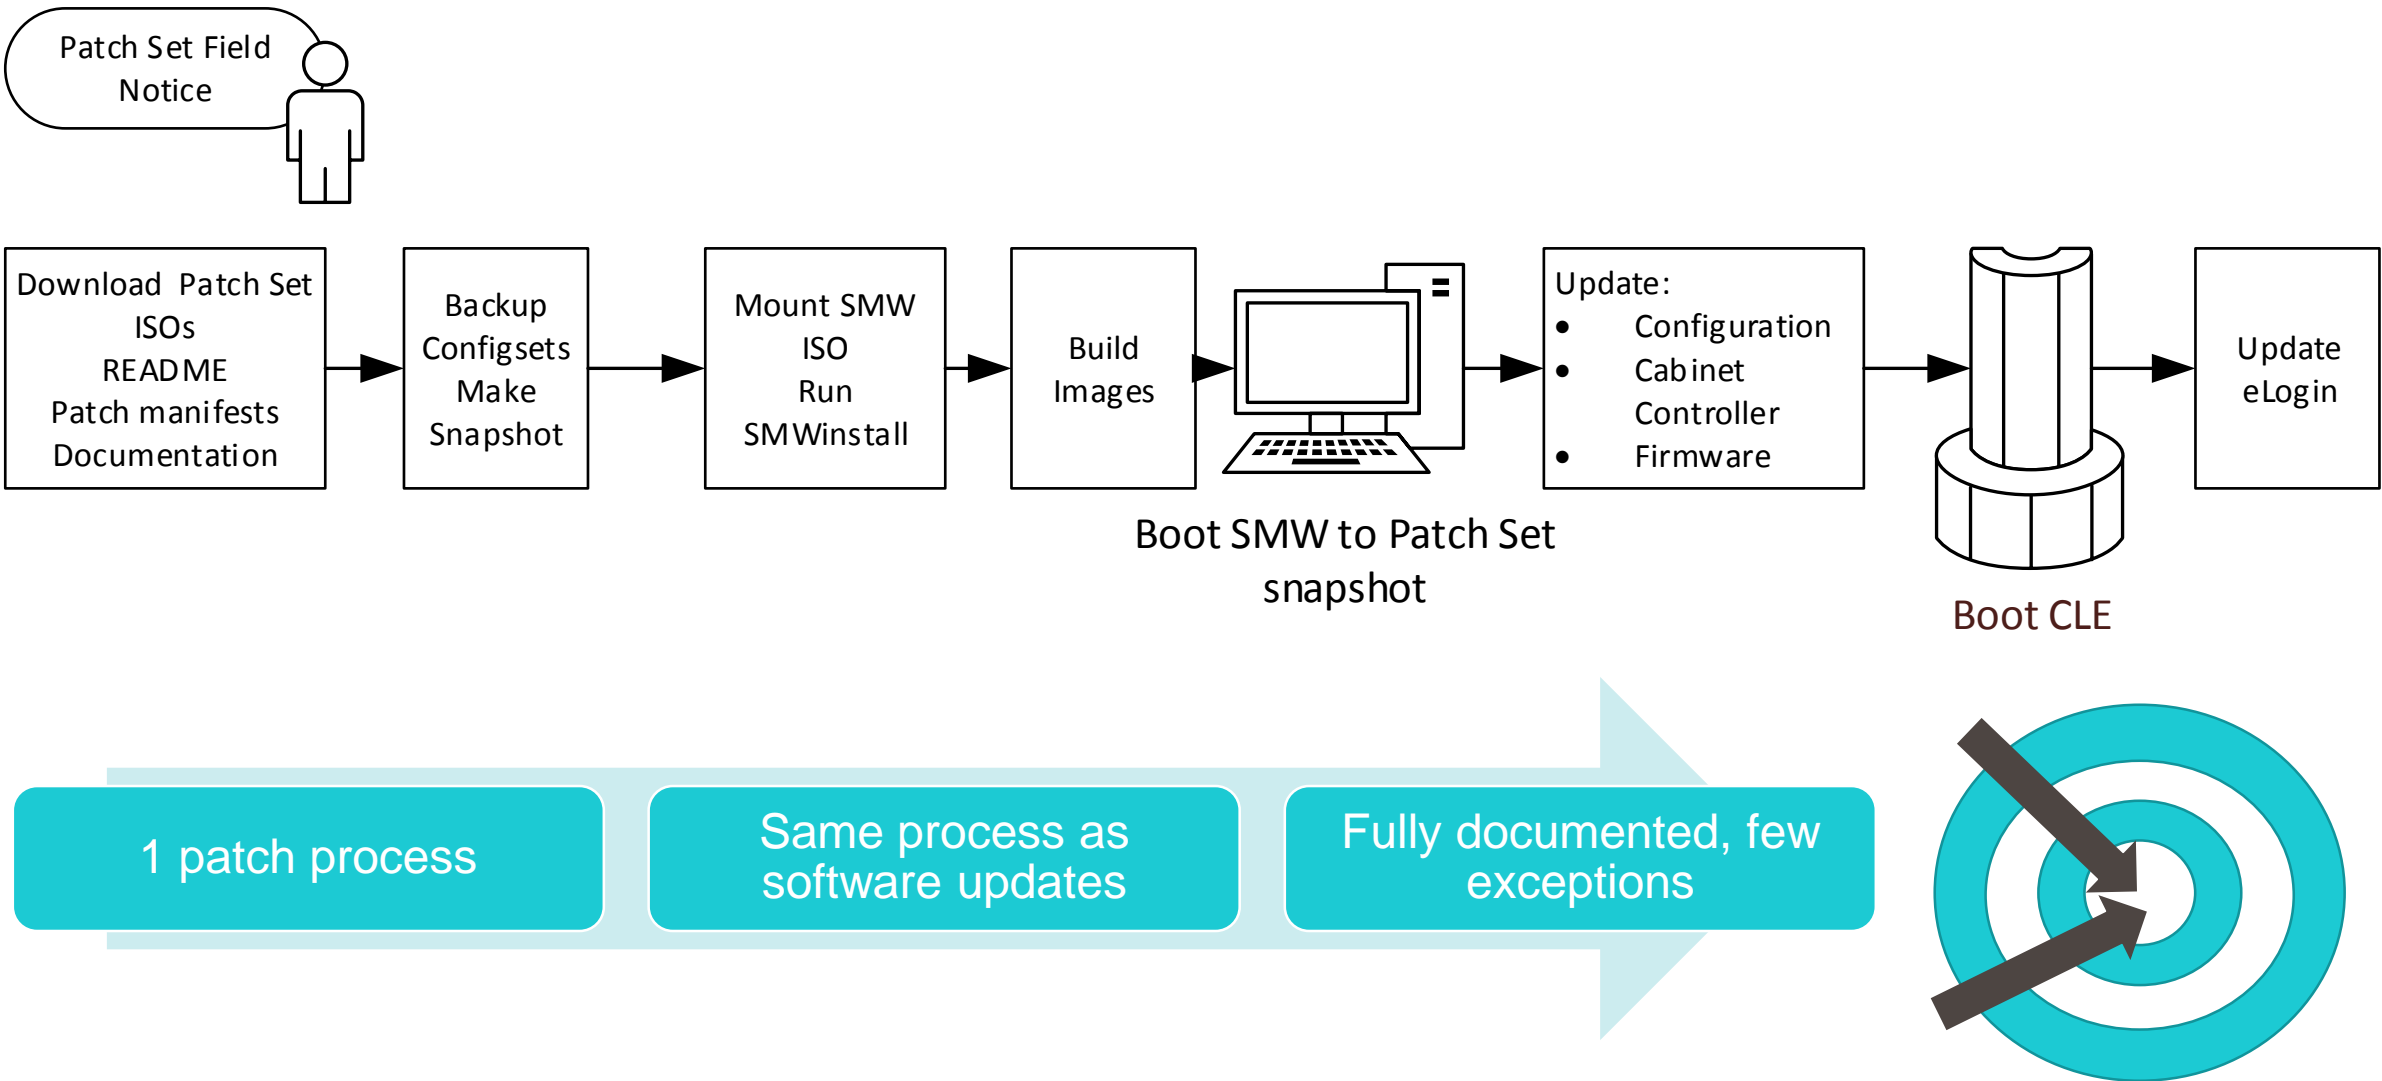 Patch Set Field
Notice
Download Patch Set
ISOs
README
Patch manifests
Documentation
Backup
Configsets
Make
Snapshot
Mount SMW
ISO
Run
SMWinstall
Build
Images
Boot SMW to Patch Set
snapshot
Update:
• Configuration
• Cabinet
Controller
• Firmware
Boot CLE
Update
eLogin
1 patch process
Same process as
software updates
Fully documented, few
exceptions